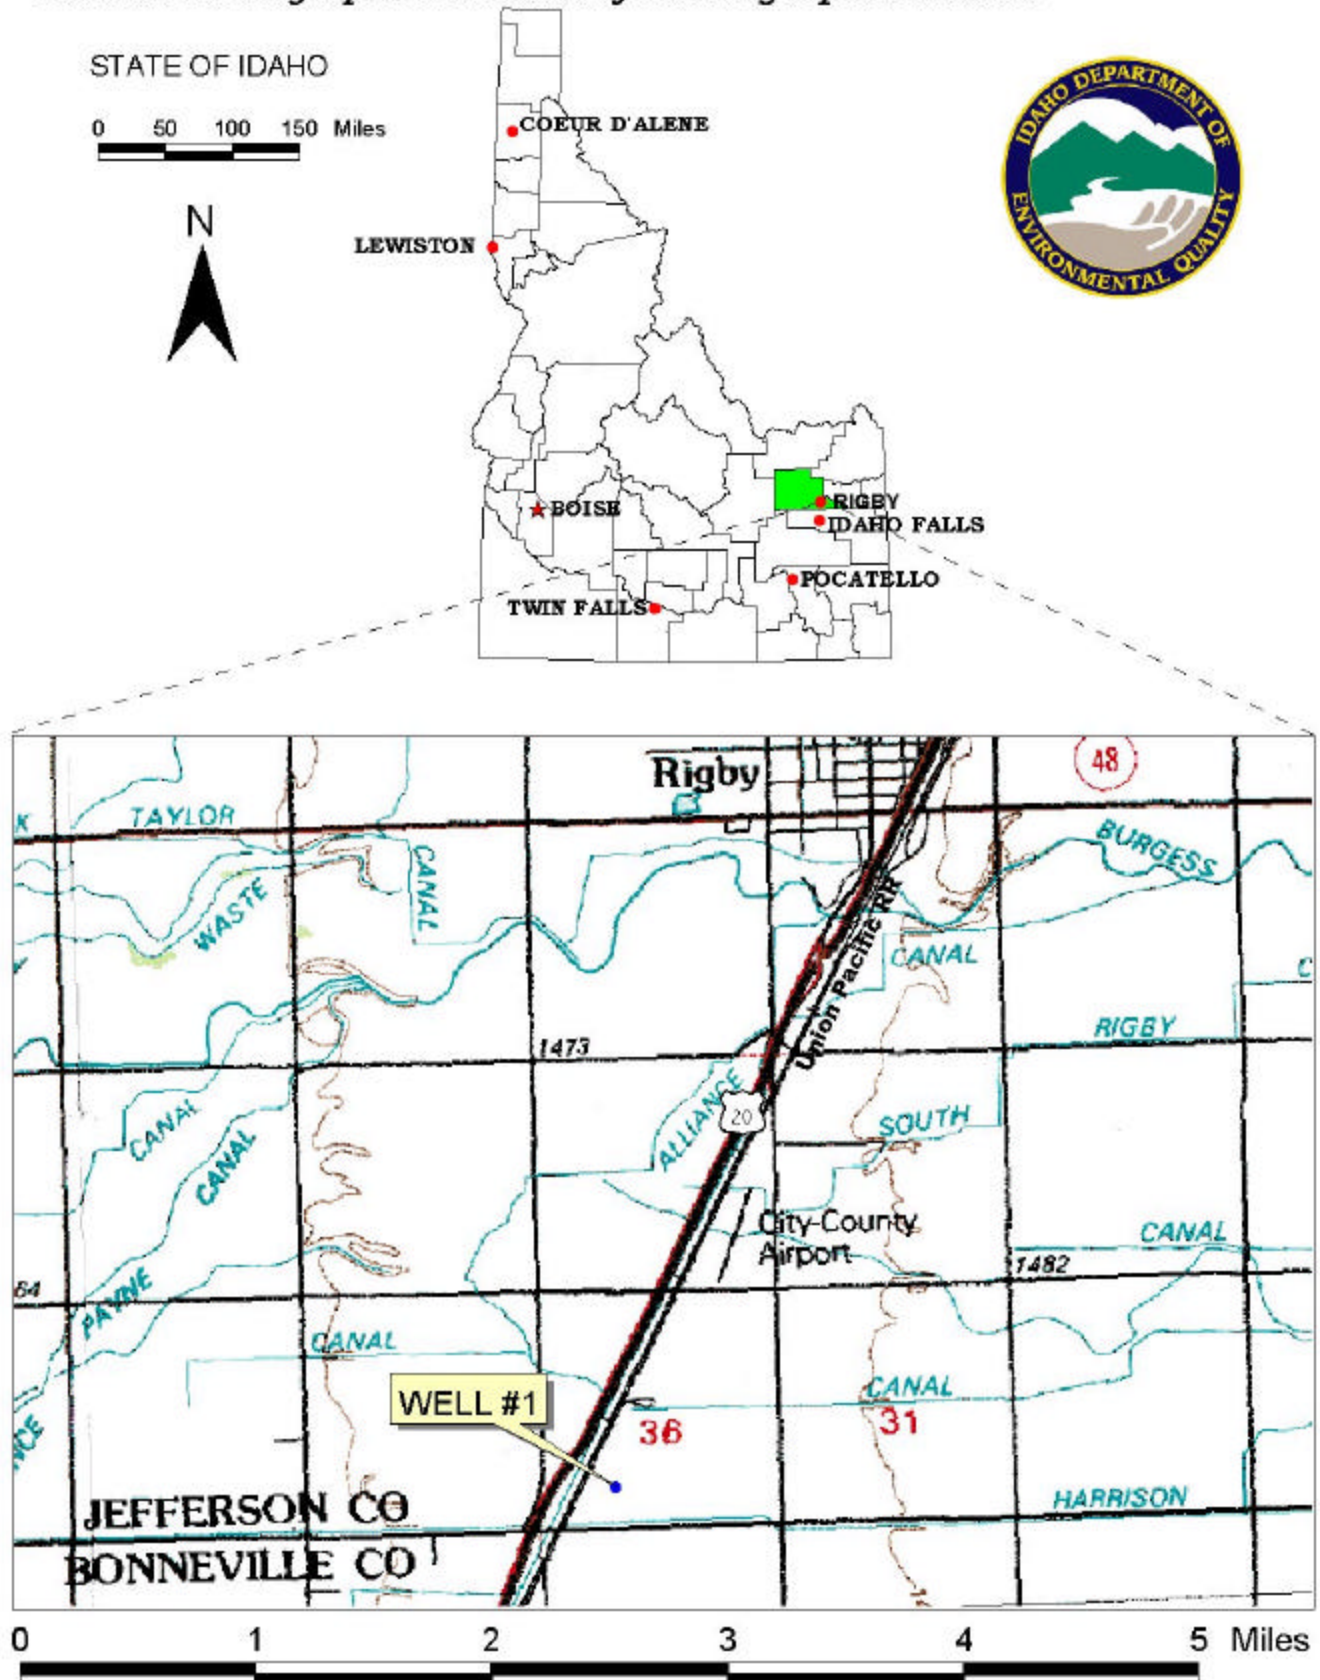 STATE OF IDAHO
0 50 100 150 Miles
N
COEUR D'ALENE
LEWISTON
IDAHO DEPARTMENT OF
ENVIRONMENTAL QUALITY
BOISE
RIGBY
IDAHO FALLS
POCATELLO
TWIN FALLS
Rigby
48
K
TAYLOR
BURGESS
CANAL
WASTE
Union Pacific RR
CANAL
C
RIGBY
1473
ALLIANCE
20
CANAL
SOUTH
CANAL
City-County
Airport
CANAL
1482
84
PAYNE
CANAL
WELL #1
CANAL
36
31
NCE
HARRISON
JEFFERSON CO
BONNEVILLE CO
0 1 2 3 4 5 Miles